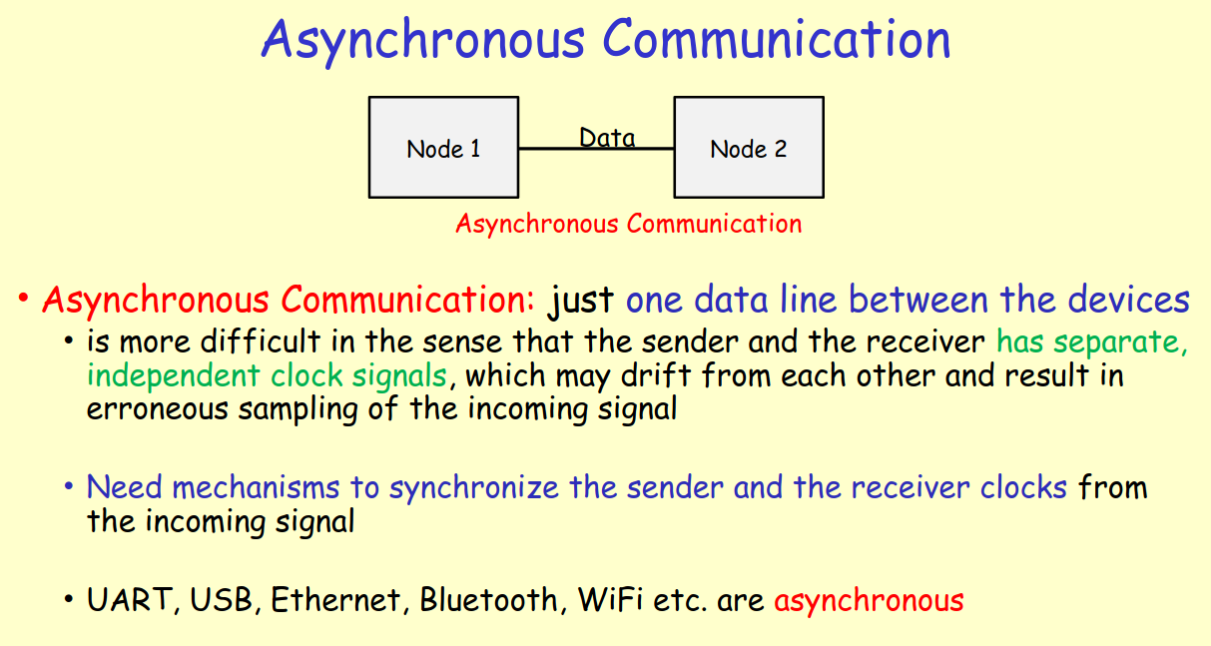 Asynchronous Communication
Node 1
Data
Node 2
Asynchronous Communication
• Asynchronous Communication: just one data line between the devices
• is more difficult in the sense that the sender and the receiver has separate,
independent clock signals, which may drift from each other and result in
erroneous sampling of the incoming signal
• Need mechanisms to synchronize the sender and the receiver clocks from
the incoming signal
• UART, USB, Ethernet, Bluetooth, WiFi etc. are asynchronous